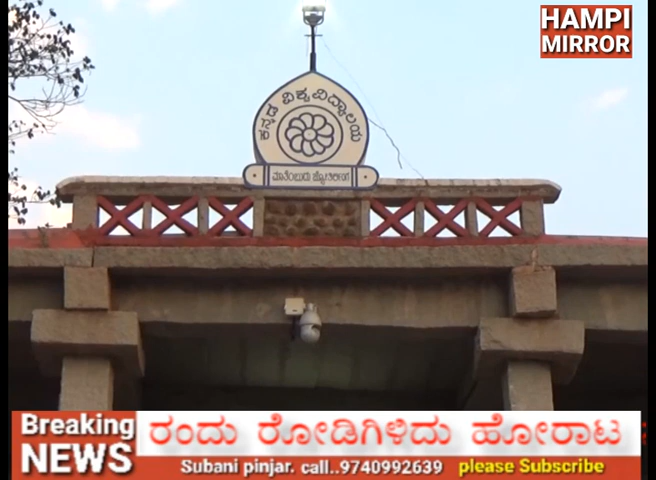 HAMPI
MIRROR
ಕನ್ನಡ ವಿಶ್ವವಿದ್ಯಾಲಯ
ಮಾತೆಂಬುದು ಜ್ಯೋತಿರ್ಲಿಂಗ
Breaking
NEWS
ರಂದು ರೋಡಿಗಿಳಿದು ಹೋರಾಟ
Subani pinjar. call..9740992639 please Subscribe